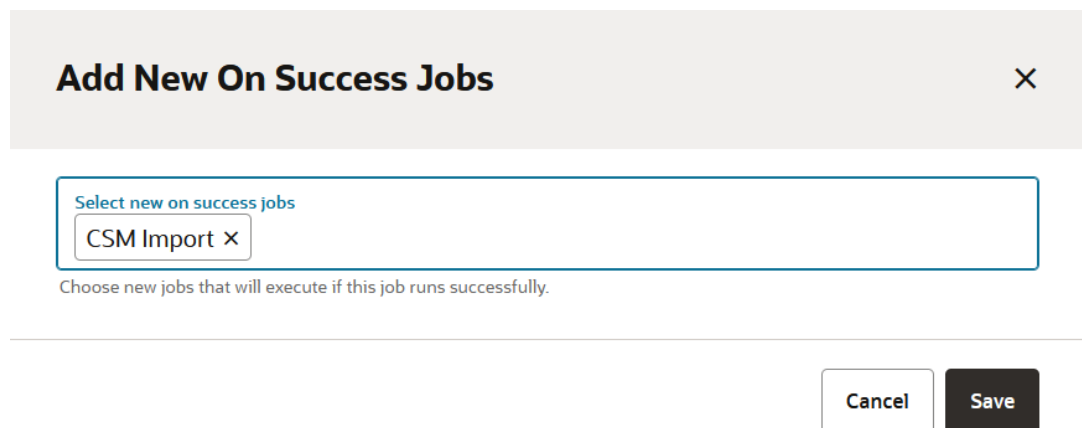 Add New On Success Jobs ×
Select new on success jobs
CSM Import ×
Choose new jobs that will execute if this job runs successfully.
Cancel Save